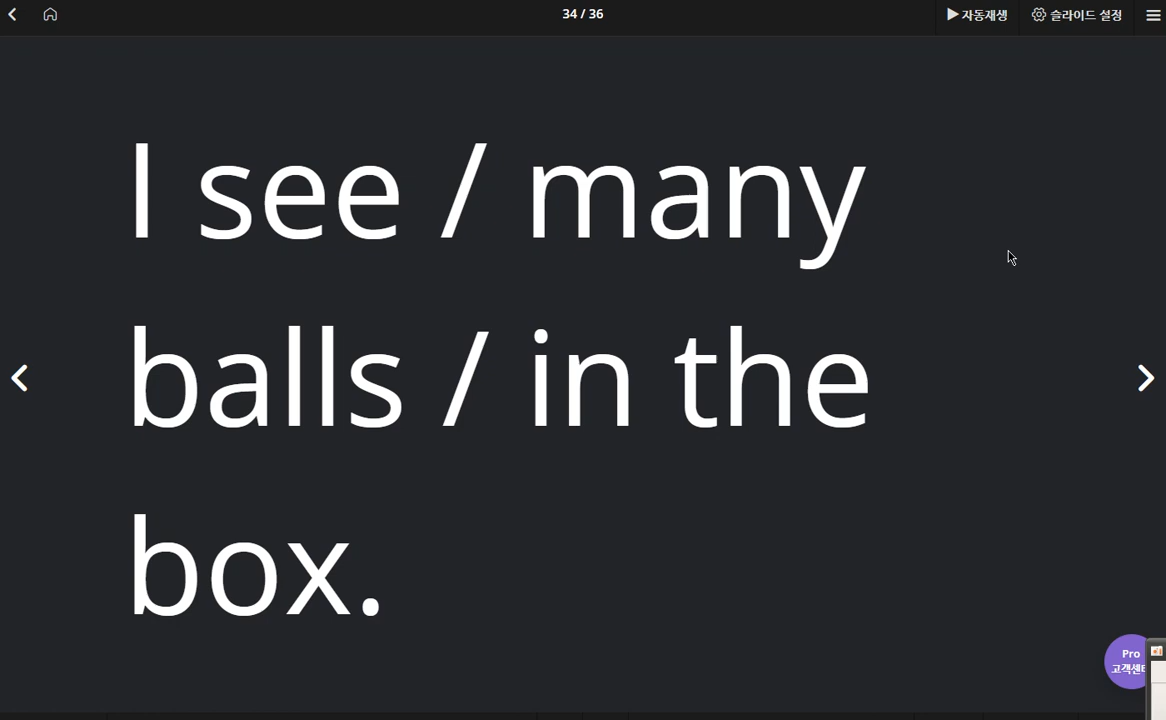 34 / 36
▶ 자동재생
슬라이드 설정
I see / many
balls / in the
box.
Pro